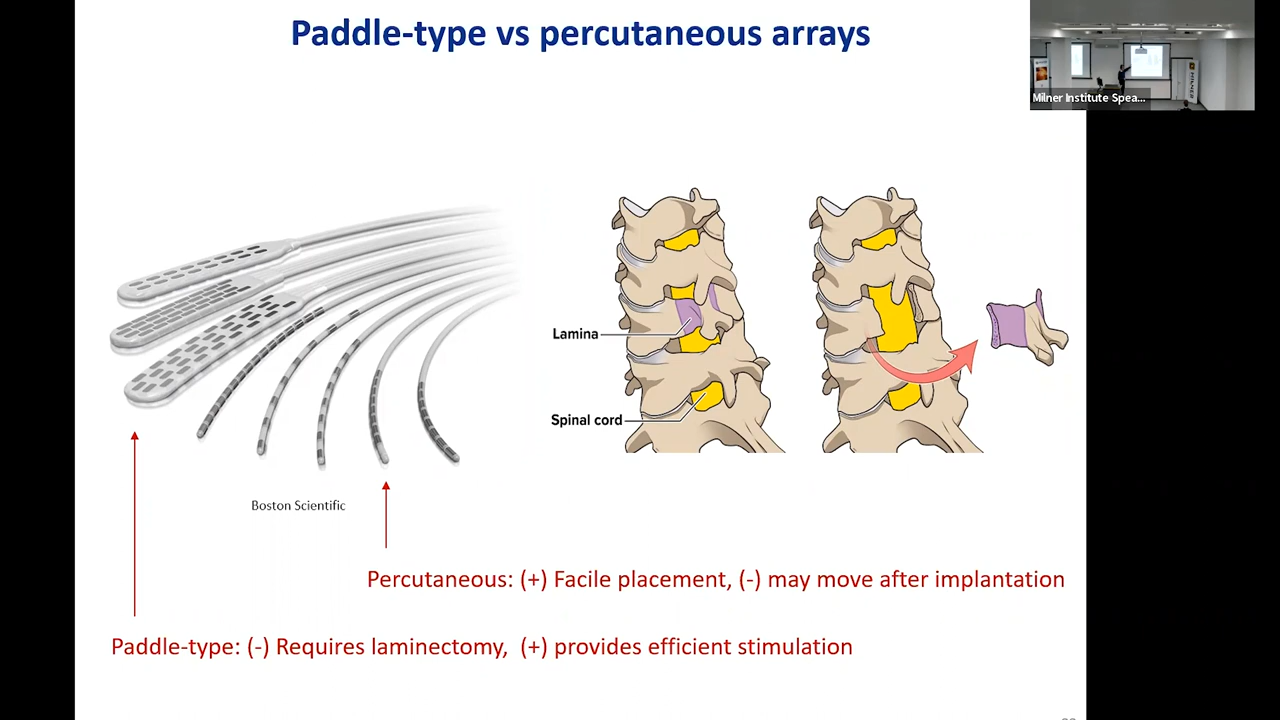 Paddle-type vs percutaneous arrays
Milner Institute Spea...
Lamina
Spinal cord
Boston Scientific
Percutaneous: (+) Facile placement, (-) may move after implantation
Paddle-type: (-) Requires laminectomy, (+) provides efficient stimulation